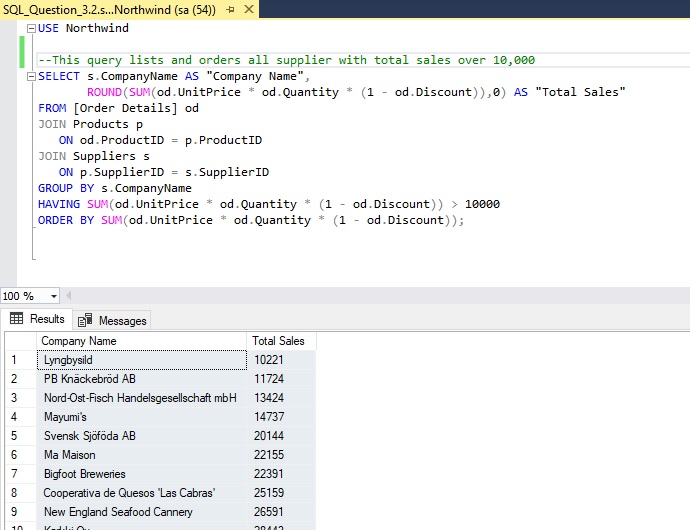 SQL_Question_3.2.s...Northwind (sa (54))
USE Northwind
--This query lists and orders all supplier with total sales over 10,000
SELECT s.CompanyName AS "Company Name",
ROUND(SUM(od.UnitPrice * od.Quantity * (1 - od.Discount)),0) AS "Total Sales"
FROM [Order Details] od
JOIN Products p
ON od.ProductID = p.ProductID
JOIN Suppliers s
ON p.SupplierID = s.SupplierID
GROUP BY s.CompanyName
HAVING SUM(od.UnitPrice * od.Quantity * (1 - od.Discount)) > 10000
ORDER BY SUM(od.UnitPrice * od.Quantity * (1 - od.Discount));
100 %
Results Messages
Company Name Total Sales
1 Lyngbysild 10221
2 PB Knäckebröd AB 11724
3 Nord-Ost-Fisch Handelsgesellschaft mbH 13424
4 Mayumi's 14737
5 Svensk Sjöföda AB 20144
6 Ma Maison 22155
7 Bigfoot Breweries 22391
8 Cooperativa de Quesos 'Las Cabras' 25159
9 New England Seafood Cannery 26591